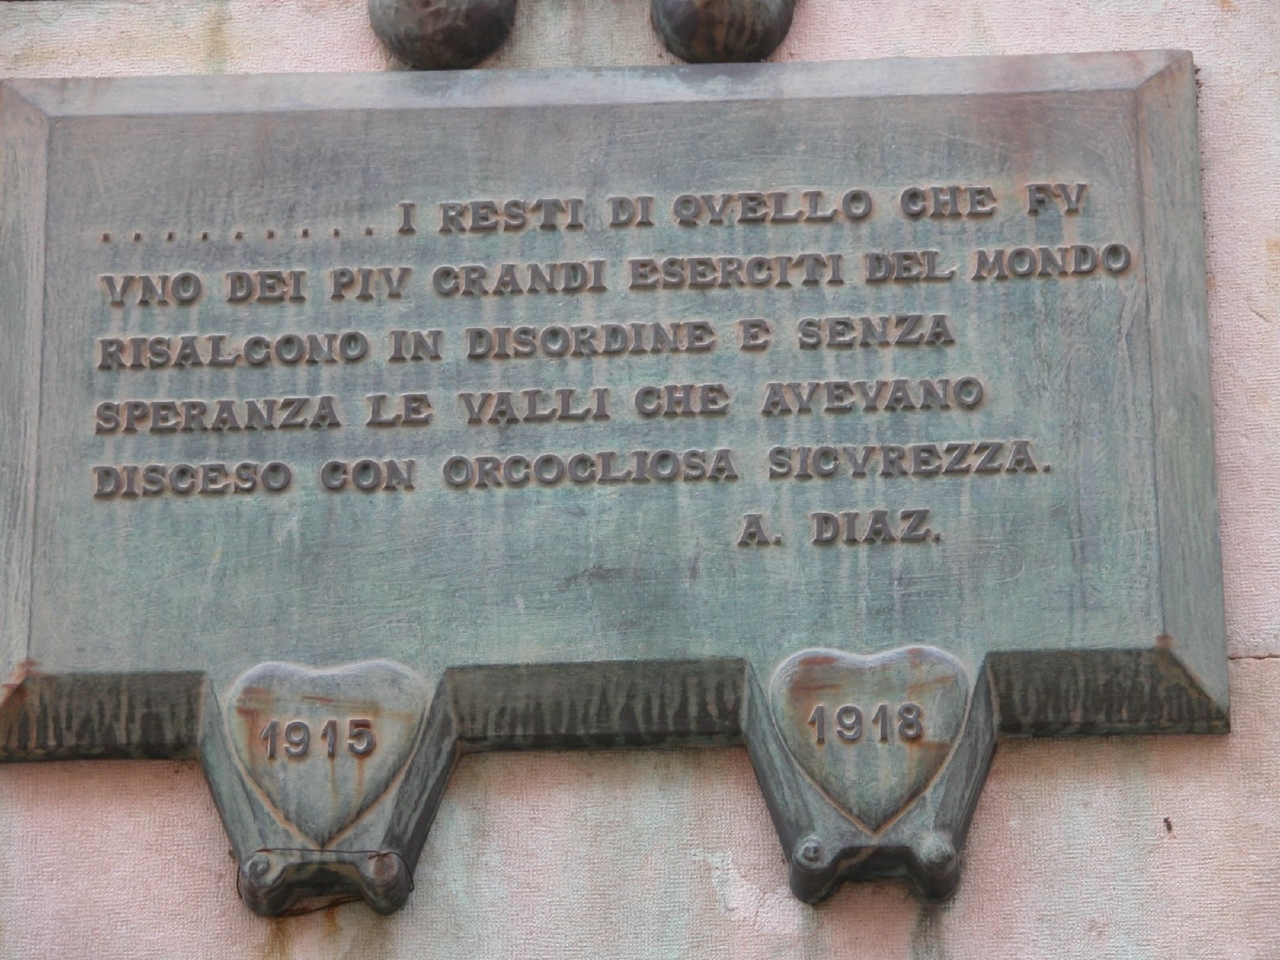 .........I RESTI DI QVELLO CHE FV
VNO DEI PIV GRANDI ESERCITI DEL MONDO
RISALGONO IN DISORDINE E SENZA
SPERANZA LE VALLI CHE AVEVANO
DISCESO CON ORGOGLIOSA SICVREZZA.
A. DIAZ.
1915
1918